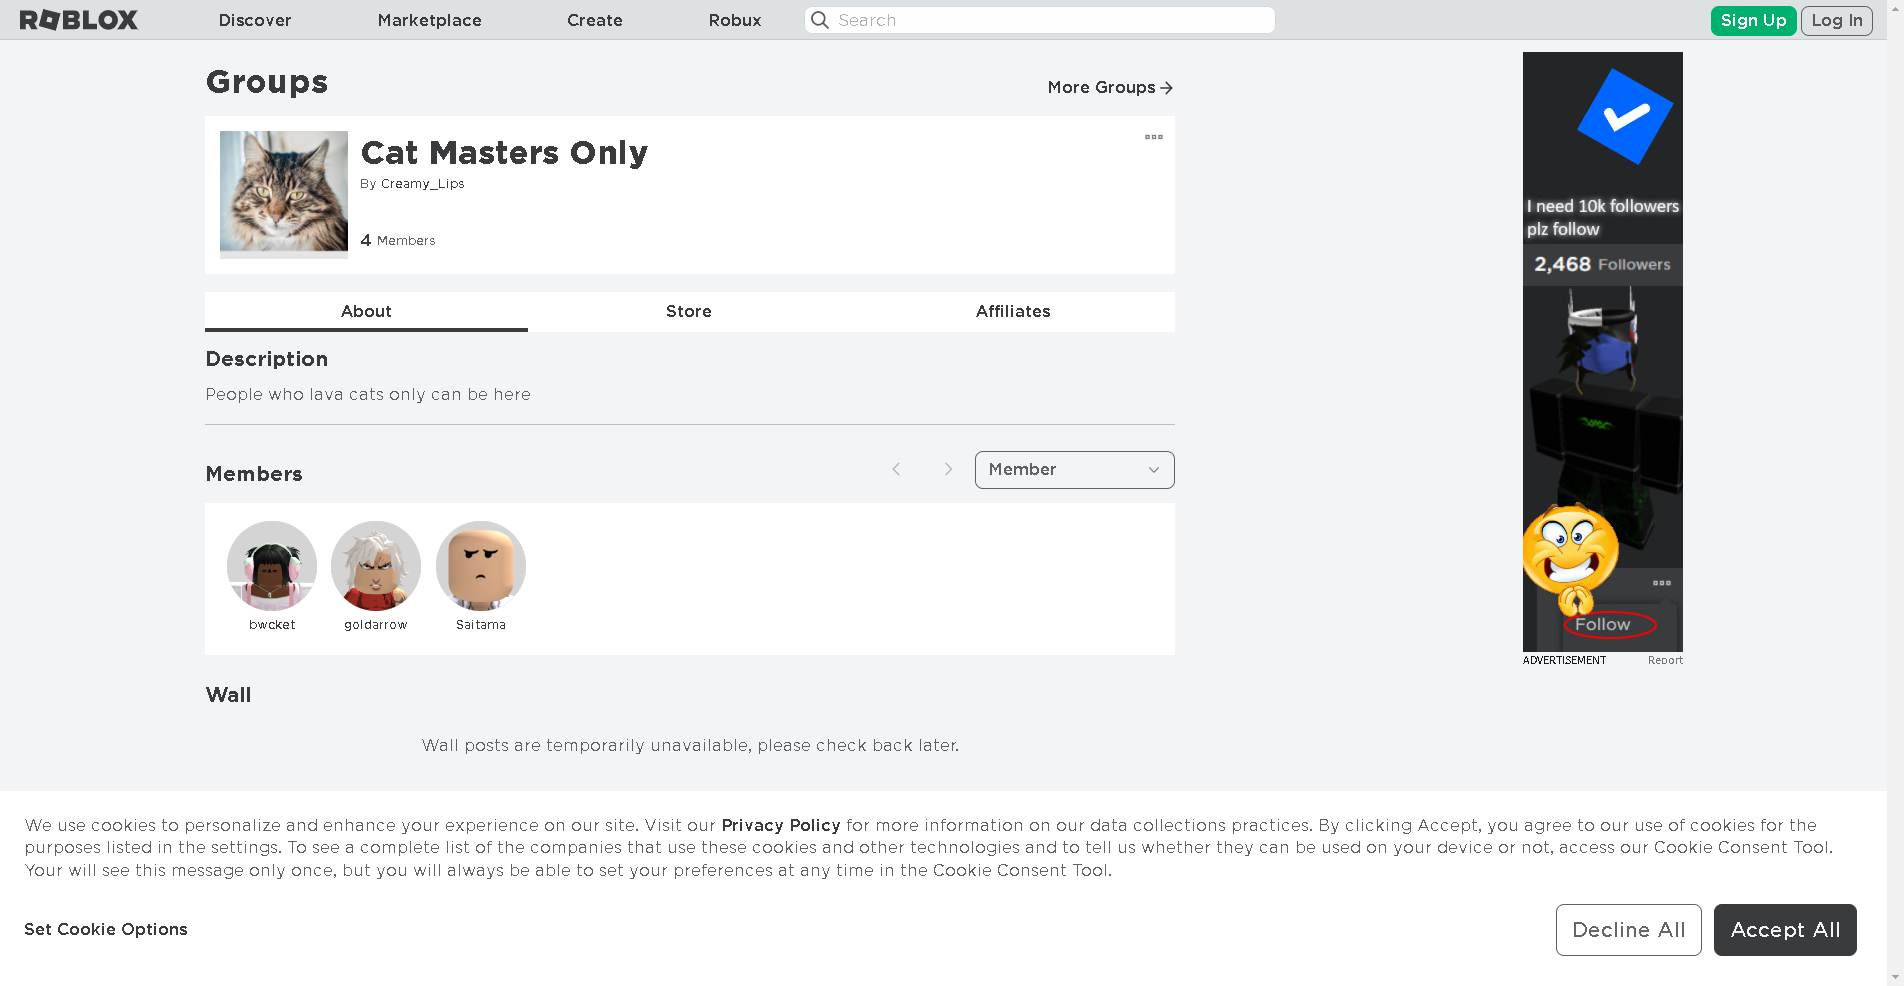 ROBLOX
Discover
Marketplace
Create
Robux
Search
Sign Up
Log In
Groups
More Groups
Cat Masters Only
By Creamy_Lips
4 Members
About
Store
Affiliates
Description
People who lava cats only can be here
Members
Member
bwcket
goldarrow
Saitama
Wall
Wall posts are temporarily unavailable, please check back later.
I need 10k followers
plz follow
2,468 Followers
Follow
ADVERTISEMENT
Report
We use cookies to personalize and enhance your experience on our site. Visit our Privacy Policy for more information on our data collections practices. By clicking Accept, you agree to our use of cookies for the
purposes listed in the settings. To see a complete list of the companies that use these cookies and other technologies and to tell us whether they can be used on your device or not, access our Cookie Consent Tool.
Your will see this message only once, but you will always be able to set your preferences at any time in the Cookie Consent Tool.
Set Cookie Options
Decline All
Accept All